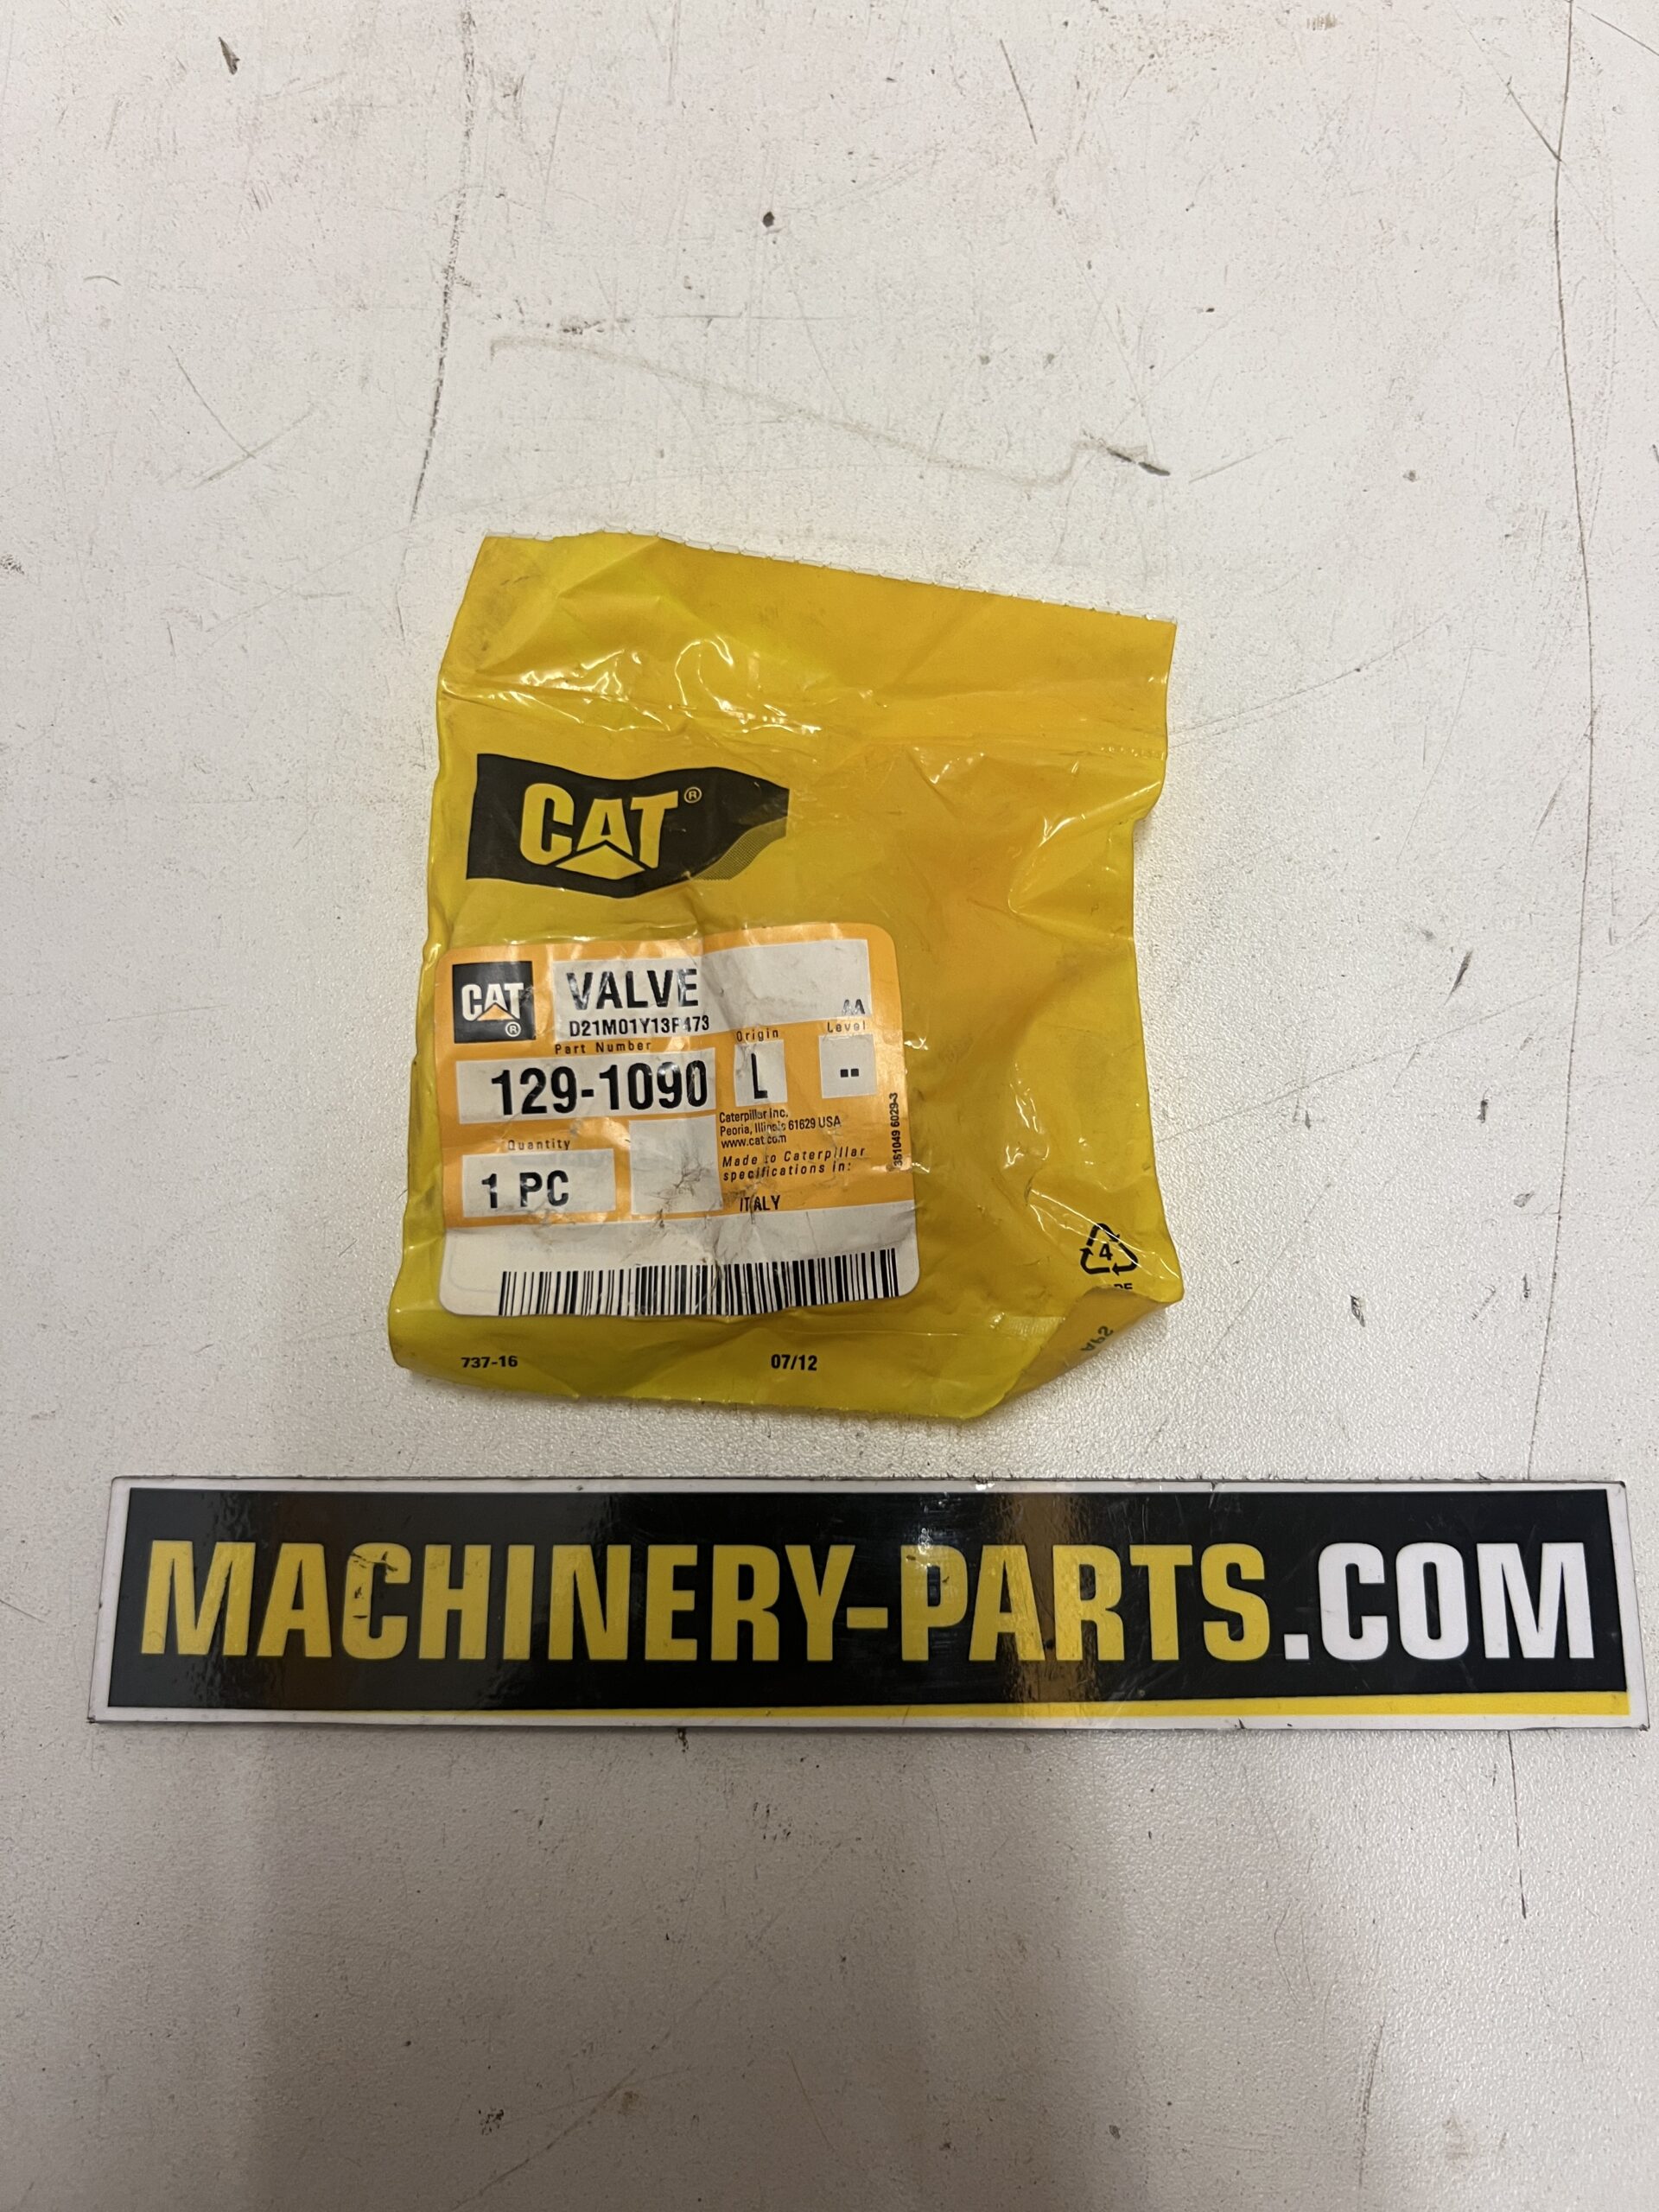 CAT®
CAT®
VALVE
AA
D21M01Y13F473
Part Number
Origin
Level
129-1090
L
--
Caterpillar Inc.
Peoria, Illinois 61629 USA
www.cat.com
Quantity
1 PC
Made to Caterpillar
specifications in:
ITALY
361049 6029-3
4
737-16
07/12
MACHINERY-PARTS.COM